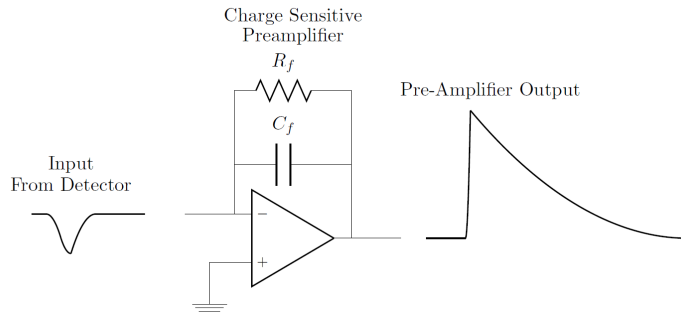 Charge Sensitive
Preamplifier
R_f
Pre-Amplifier Output
C_f
Input
From Detector
−
+